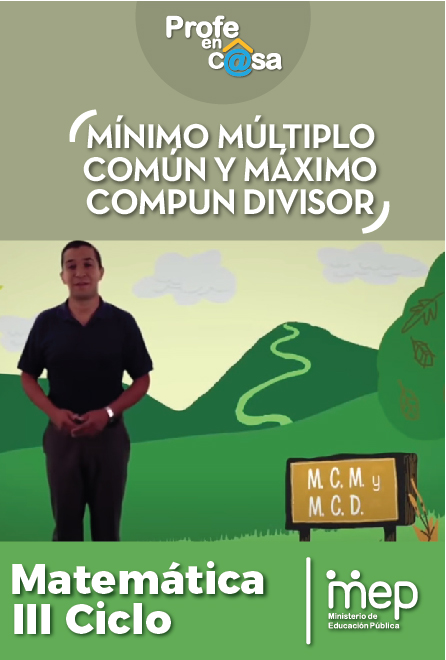 Profe
en
c@sa
MÍNIMO MÚLTIPLO
COMÚN Y MÁXIMO
COMPUN DIVISOR
M. C. M. y
M. C. D.
Matemática
III Ciclo
mep
Ministerio de
Educación Pública